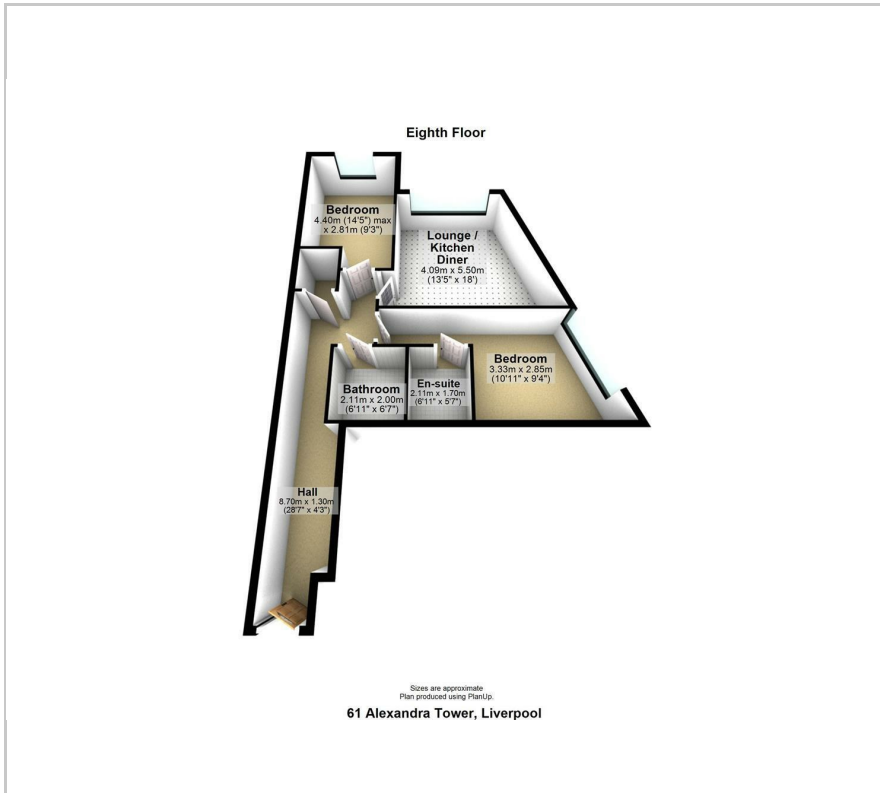 Eighth Floor
Bedroom
4.40m (14'5") max
x 2.81m (9'3")
Lounge /
Kitchen
Diner
4.09m x 5.50m
(13'5" x 18')
Bedroom
3.33m x 2.85m
(10'11" x 9'4")
En-suite
2.11m x 1.70m
(6'11" x 5'7")
Bathroom
2.11m x 2.00m
(6'11" x 6'7")
Hall
8.70m x 1.30m
(28'7" x 4'3")
Sizes are approximate
Plan produced using PlanUp.
61 Alexandra Tower, Liverpool